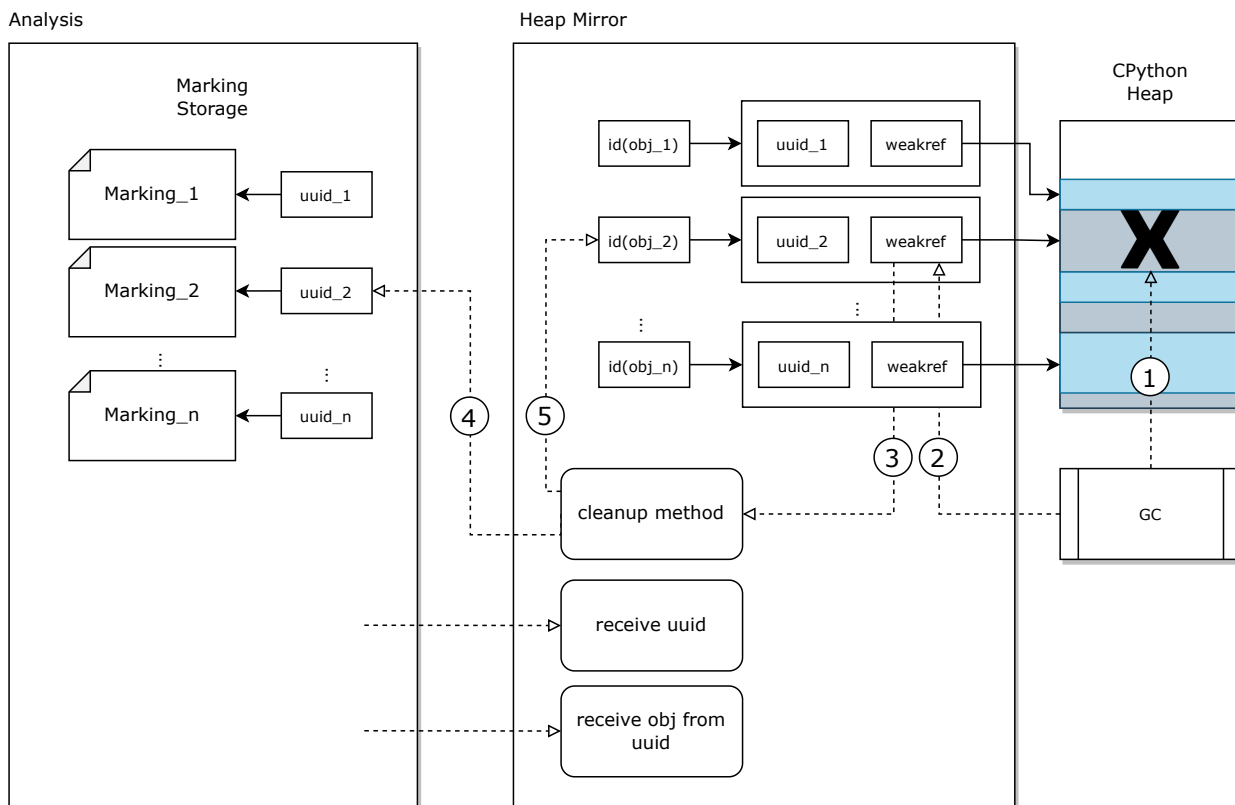 Analysis
Marking
Storage
Marking_1
uuid_1
Marking_2
uuid_2
...
...
Marking_n
uuid_n
4
Heap Mirror
id(obj_1)
uuid_1
weakref
id(obj_2)
uuid_2
weakref
...
...
id(obj_n)
uuid_n
weakref
5
3
2
cleanup method
receive uuid
receive obj from
uuid
CPython
Heap
X
1
GC